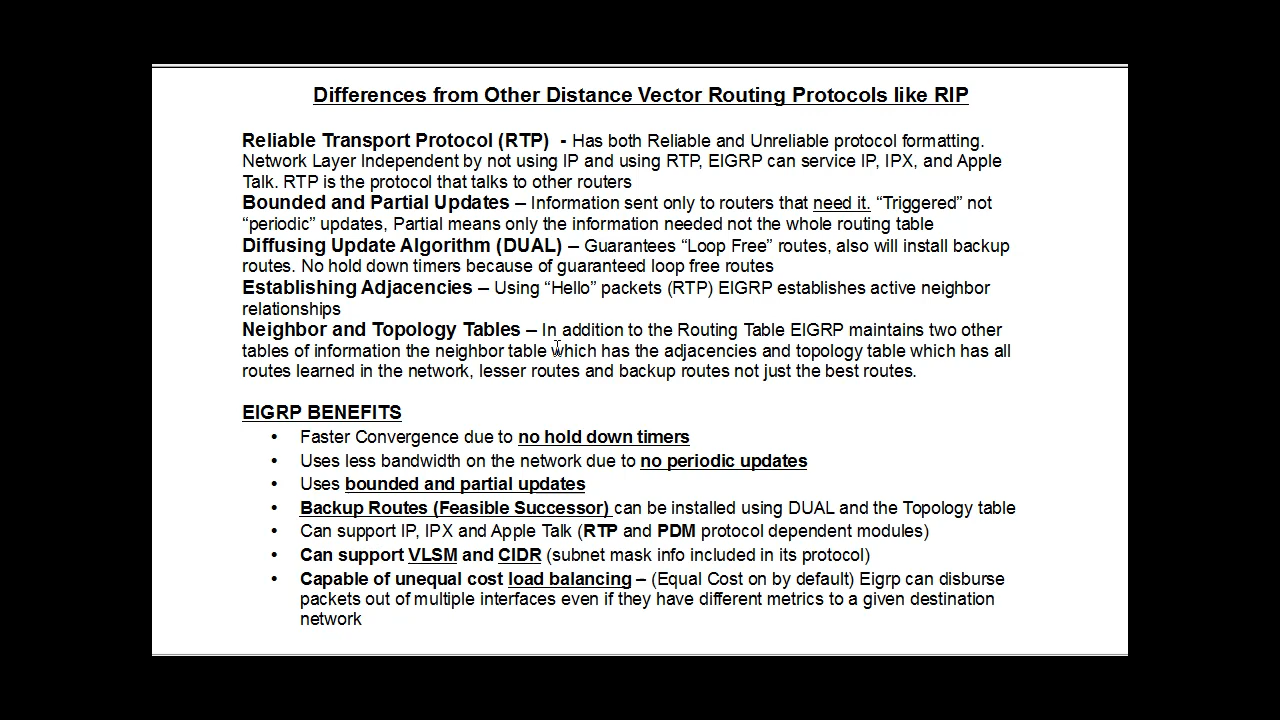 Differences from Other Distance Vector Routing Protocols like RIP
Reliable Transport Protocol (RTP)  - Has both Reliable and Unreliable protocol formatting.
Network Layer Independent by not using IP and using RTP, EIGRP can service IP, IPX, and Apple
Talk. RTP is the protocol that talks to other routers
Bounded and Partial Updates – Information sent only to routers that need it. “Triggered” not
“periodic” updates, Partial means only the information needed not the whole routing table
Diffusing Update Algorithm (DUAL) – Guarantees “Loop Free” routes, also will install backup
routes. No hold down timers because of guaranteed loop free routes
Establishing Adjacencies – Using “Hello” packets (RTP) EIGRP establishes active neighbor
relationships
Neighbor and Topology Tables – In addition to the Routing Table EIGRP maintains two other
tables of information the neighbor table which has the adjacencies and topology table which has all
routes learned in the network, lesser routes and backup routes not just the best routes.
EIGRP BENEFITS
• Faster Convergence due to no hold down timers
• Uses less bandwidth on the network due to no periodic updates
• Uses bounded and partial updates
• Backup Routes (Feasible Successor) can be installed using DUAL and the Topology table
• Can support IP, IPX and Apple Talk (RTP and PDM protocol dependent modules)
• Can support VLSM and CIDR (subnet mask info included in its protocol)
• Capable of unequal cost load balancing – (Equal Cost on by default) Eigrp can disburse
packets out of multiple interfaces even if they have different metrics to a given destination
network